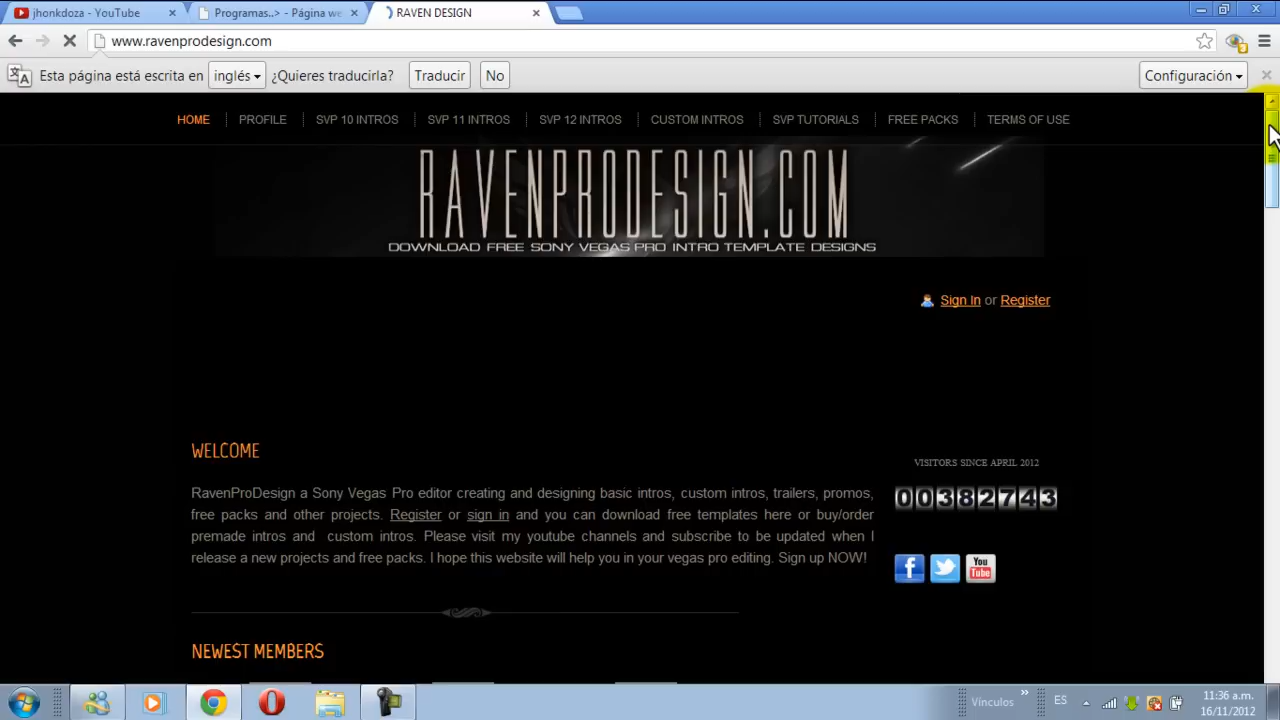 jhonkdoza - YouTube
Programas..> - Página we
RAVEN DESIGN
www.ravenprodesign.com
Esta página está escrita en inglés ¿Quieres traducirla? Traducir No Configuración
HOME PROFILE SVP 10 INTROS SVP 11 INTROS SVP 12 INTROS CUSTOM INTROS SVP TUTORIALS FREE PACKS TERMS OF USE
RAVENPRODESIGN.COM
DOWNLOAD FREE SONY VEGAS PRO INTRO TEMPLATE DESIGNS
Sign In or Register
WELCOME
VISITORS SINCE APRIL 2012
00382743
RavenProDesign a Sony Vegas Pro editor creating and designing basic intros, custom intros, trailers, promos,
free packs and other projects. Register or sign in and you can download free templates here or buy/order
premade intros and custom intros. Please visit my youtube channels and subscribe to be updated when I
release a new projects and free packs. I hope this website will help you in your vegas pro editing. Sign up NOW!
You
Tube
NEWEST MEMBERS
Vínculos
ES
11:36 a.m.
16/11/2012